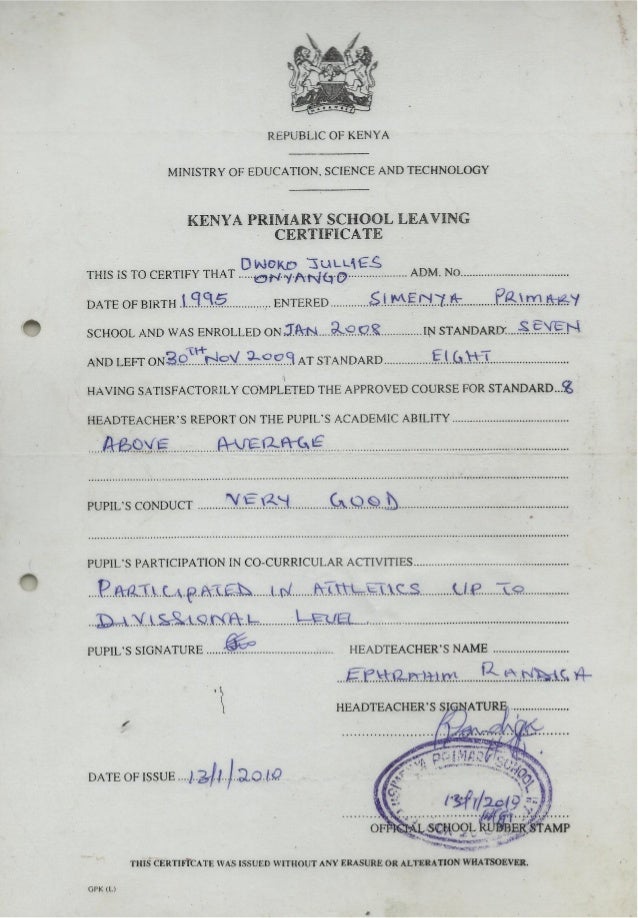 REPUBLIC OF KENYA
MINISTRY OF EDUCATION, SCIENCE AND TECHNOLOGY
KENYA PRIMARY SCHOOL LEAVING
CERTIFICATE
THIS IS TO CERTIFY THAT OWOKO JULLIES ONYANGO ADM. No.
DATE OF BIRTH 1995 ENTERED SIMENYA PRIMARY
SCHOOL AND WAS ENROLLED ON JAN 2008 IN STANDARD SEVEN
AND LEFT ON 30TH NOV 2009 AT STANDARD EIGHT
HAVING SATISFACTORILY COMPLETED THE APPROVED COURSE FOR STANDARD 8
HEADTEACHER'S REPORT ON THE PUPIL'S ACADEMIC ABILITY
ABOVE AVERAGE
PUPIL'S CONDUCT VERY GOOD
PUPIL'S PARTICIPATION IN CO-CURRICULAR ACTIVITIES
PARTICIPATED IN ATHLETICS UP TO
DIVISSIONAL LEVEL
PUPIL'S SIGNATURE HEADTEACHER'S NAME
EPHRAHIM RANDIGA
HEADTEACHER'S SIGNATURE
DATE OF ISSUE 13/1/2010
PRIMARY SCHOOL
OFFICIAL SCHOOL RUBBER STAMP
THIS CERTIFICATE WAS ISSUED WITHOUT ANY ERASURE OR ALTERATION WHATSOEVER.
GPK (L)